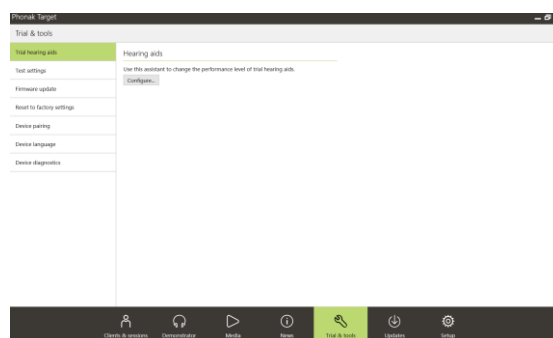 Phonak Target
Trial & tools
Trial hearing aids
Test settings
Firmware update
Reset to factory settings
Device pairing
Device language
Device diagnostics
Hearing aids
Use this assistant to change the performance level of trial hearing aids.
Configure...
Clients & sessions
Demonstrator
Media
News
Trial & tools
Updates
Setup